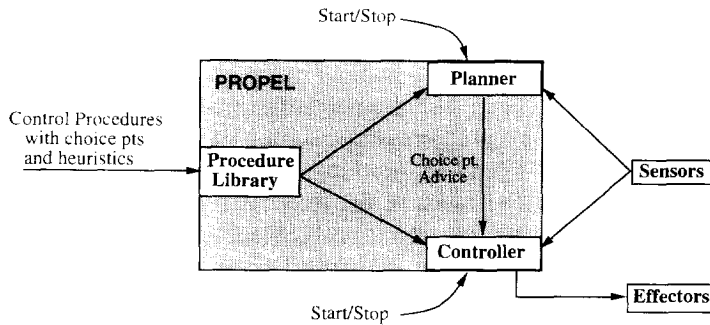 Start/Stop
PROPEL
Planner
Control Procedures
with choice pts
and heuristics
Procedure
Library
Choice pt.
Advice
Sensors
Controller
Effectors
Start/Stop